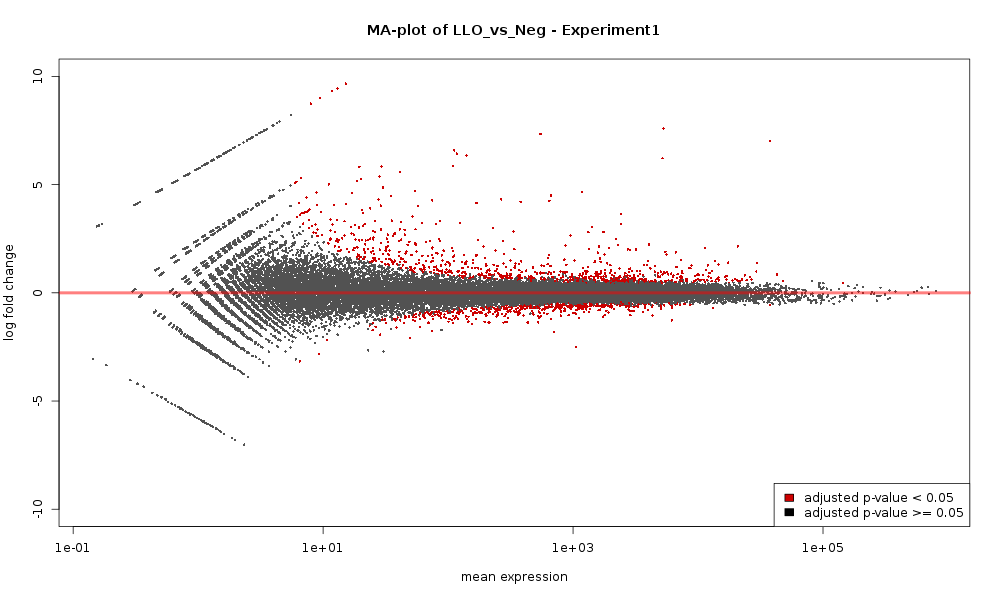 MA-plot of LLO_vs_Neg - Experiment1
log fold change
10
5
0
-5
-10
1e-01
1e+01
1e+03
1e+05
mean expression
adjusted p-value < 0.05
adjusted p-value >= 0.05